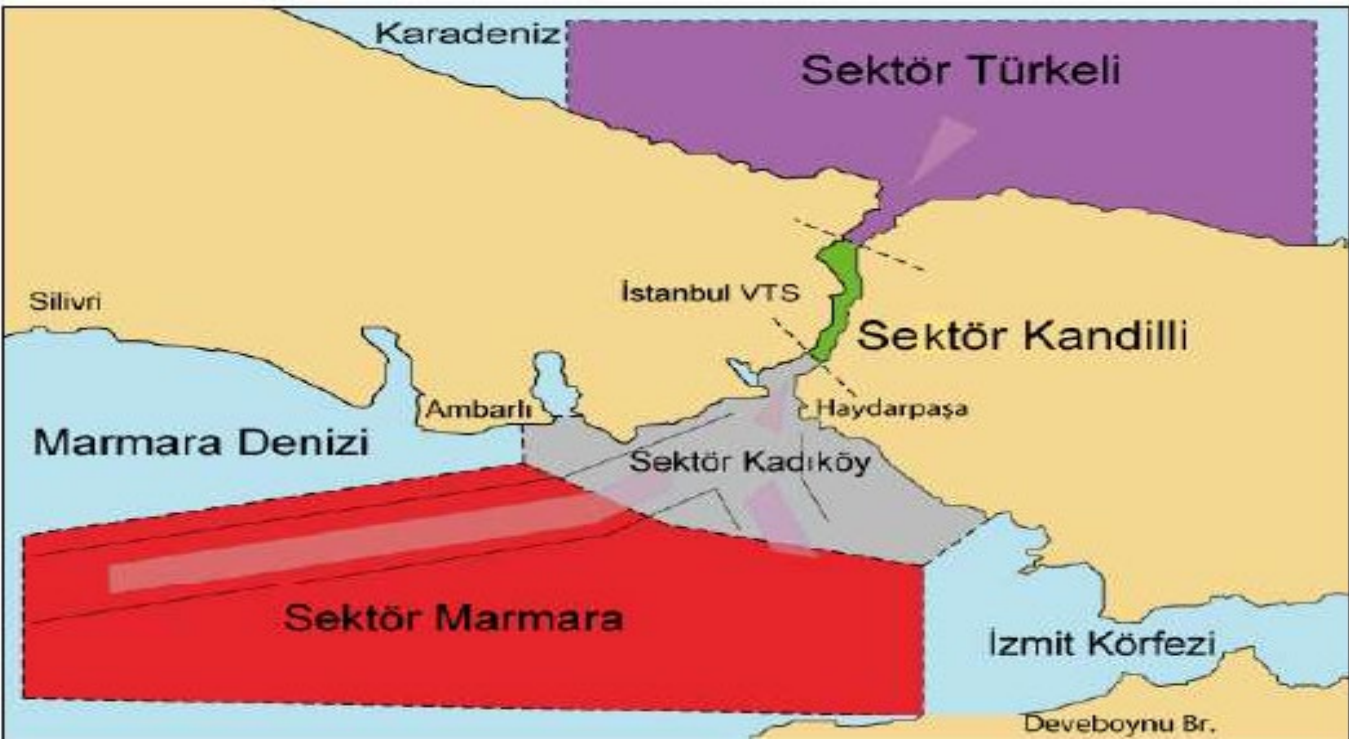 Karadeniz
Sektör Türkeli
İstanbul VTS
Silivri
Sektör Kandilli
Ambarlı
Haydarpaşa
Marmara Denizi
Sektör Kadıköy
Sektör Marmara
İzmit Körfezi
Deveboynu Br.